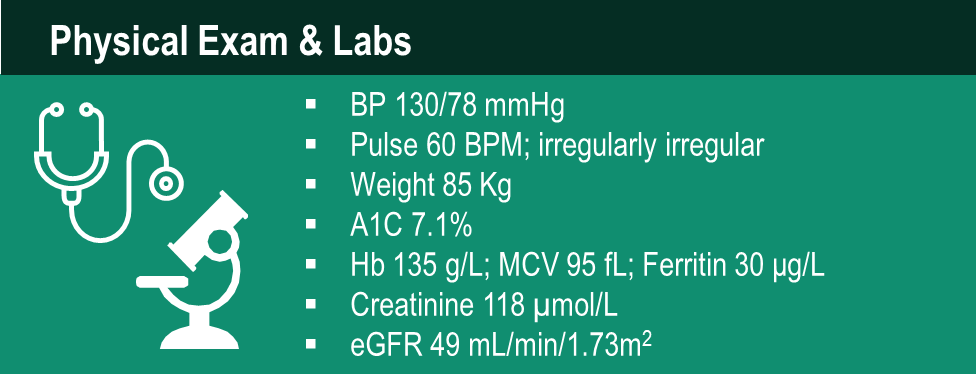 Physical Exam & Labs
▪ BP 130/78 mmHg
▪ Pulse 60 BPM; irregularly irregular
▪ Weight 85 Kg
▪ A1C 7.1%
▪ Hb 135 g/L; MCV 95 fL; Ferritin 30 µg/L
▪ Creatinine 118 µmol/L
▪ eGFR 49 mL/min/1.73m²